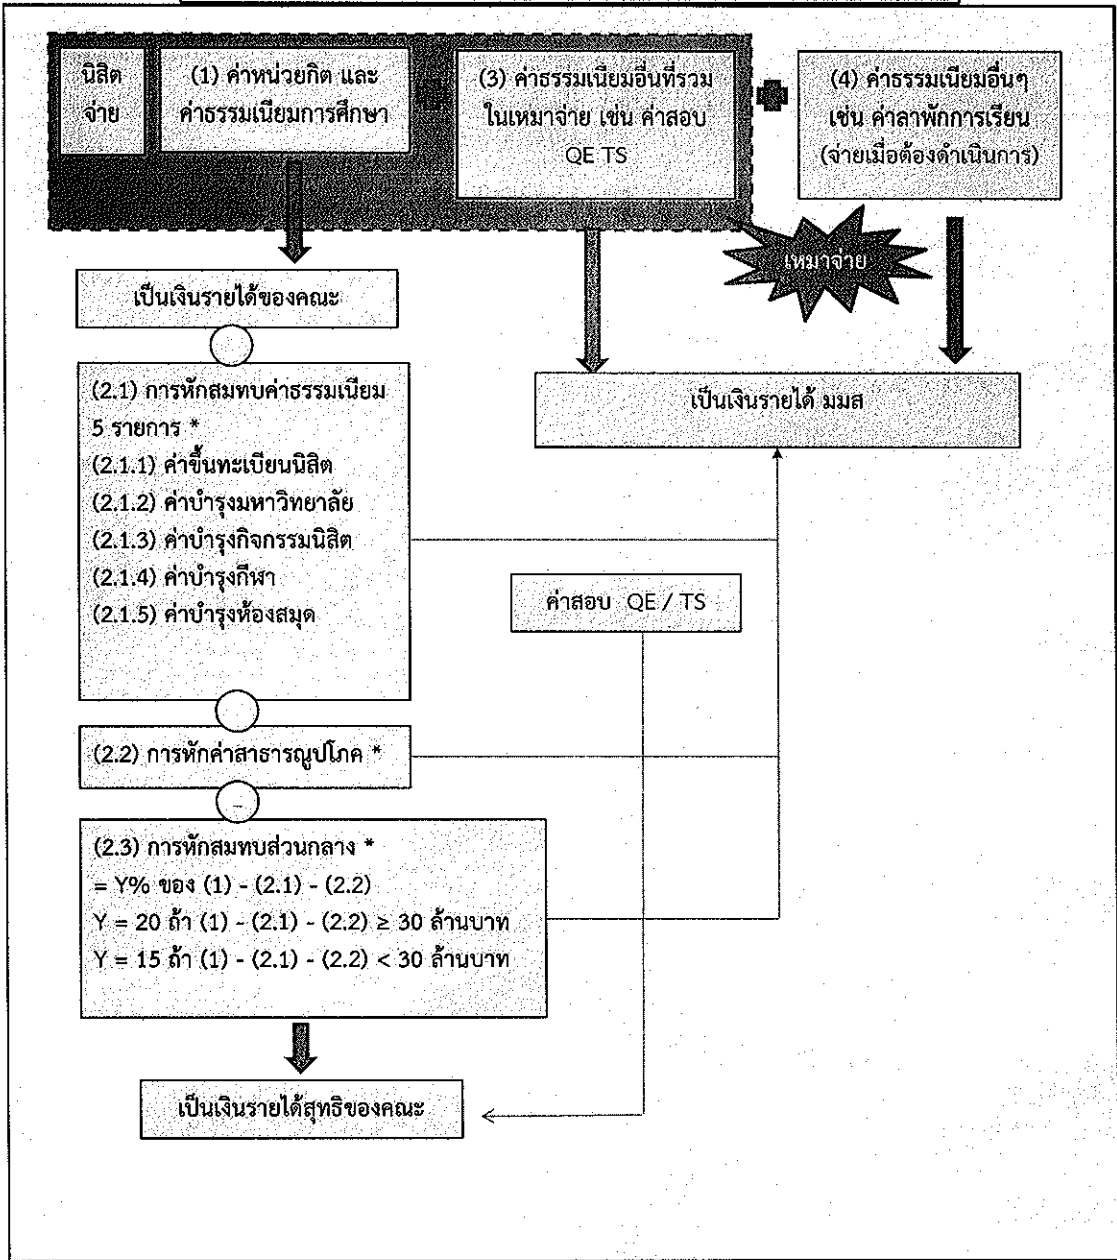 นิสิต
จ่าย
(1) ค่าหน่วยกิต และ
ค่าธรรมเนียมการศึกษา
(3) ค่าธรรมเนียมอื่นที่รวม
ในเหมาจ่าย เช่น ค่าสอบ
QE TS
(4) ค่าธรรมเนียมอื่นๆ
เช่น ค่าลาพักการเรียน
(จ่ายเมื่อต้องดำเนินการ)
เหมาจ่าย
เป็นเงินรายได้ของคณะ
(2.1) การหักสมทบค่าธรรมเนียม
5 รายการ *
(2.1.1) ค่าขึ้นทะเบียนนิสิต
(2.1.2) ค่าบำรุงมหาวิทยาลัย
(2.1.3) ค่าบำรุงกิจกรรมนิสิต
(2.1.4) ค่าบำรุงกีฬา
(2.1.5) ค่าบำรุงห้องสมุด
เป็นเงินรายได้ มมส
ค่าสอบ QE / TS
(2.2) การหักค่าสาธารณูปโภค *
-
(2.3) การหักสมทบส่วนกลาง *
= Y% ของ (1) - (2.1) - (2.2)
Y = 20 ถ้า (1) - (2.1) - (2.2) ≥ 30 ล้านบาท
Y = 15 ถ้า (1) - (2.1) - (2.2) < 30 ล้านบาท
เป็นเงินรายได้สุทธิของคณะ